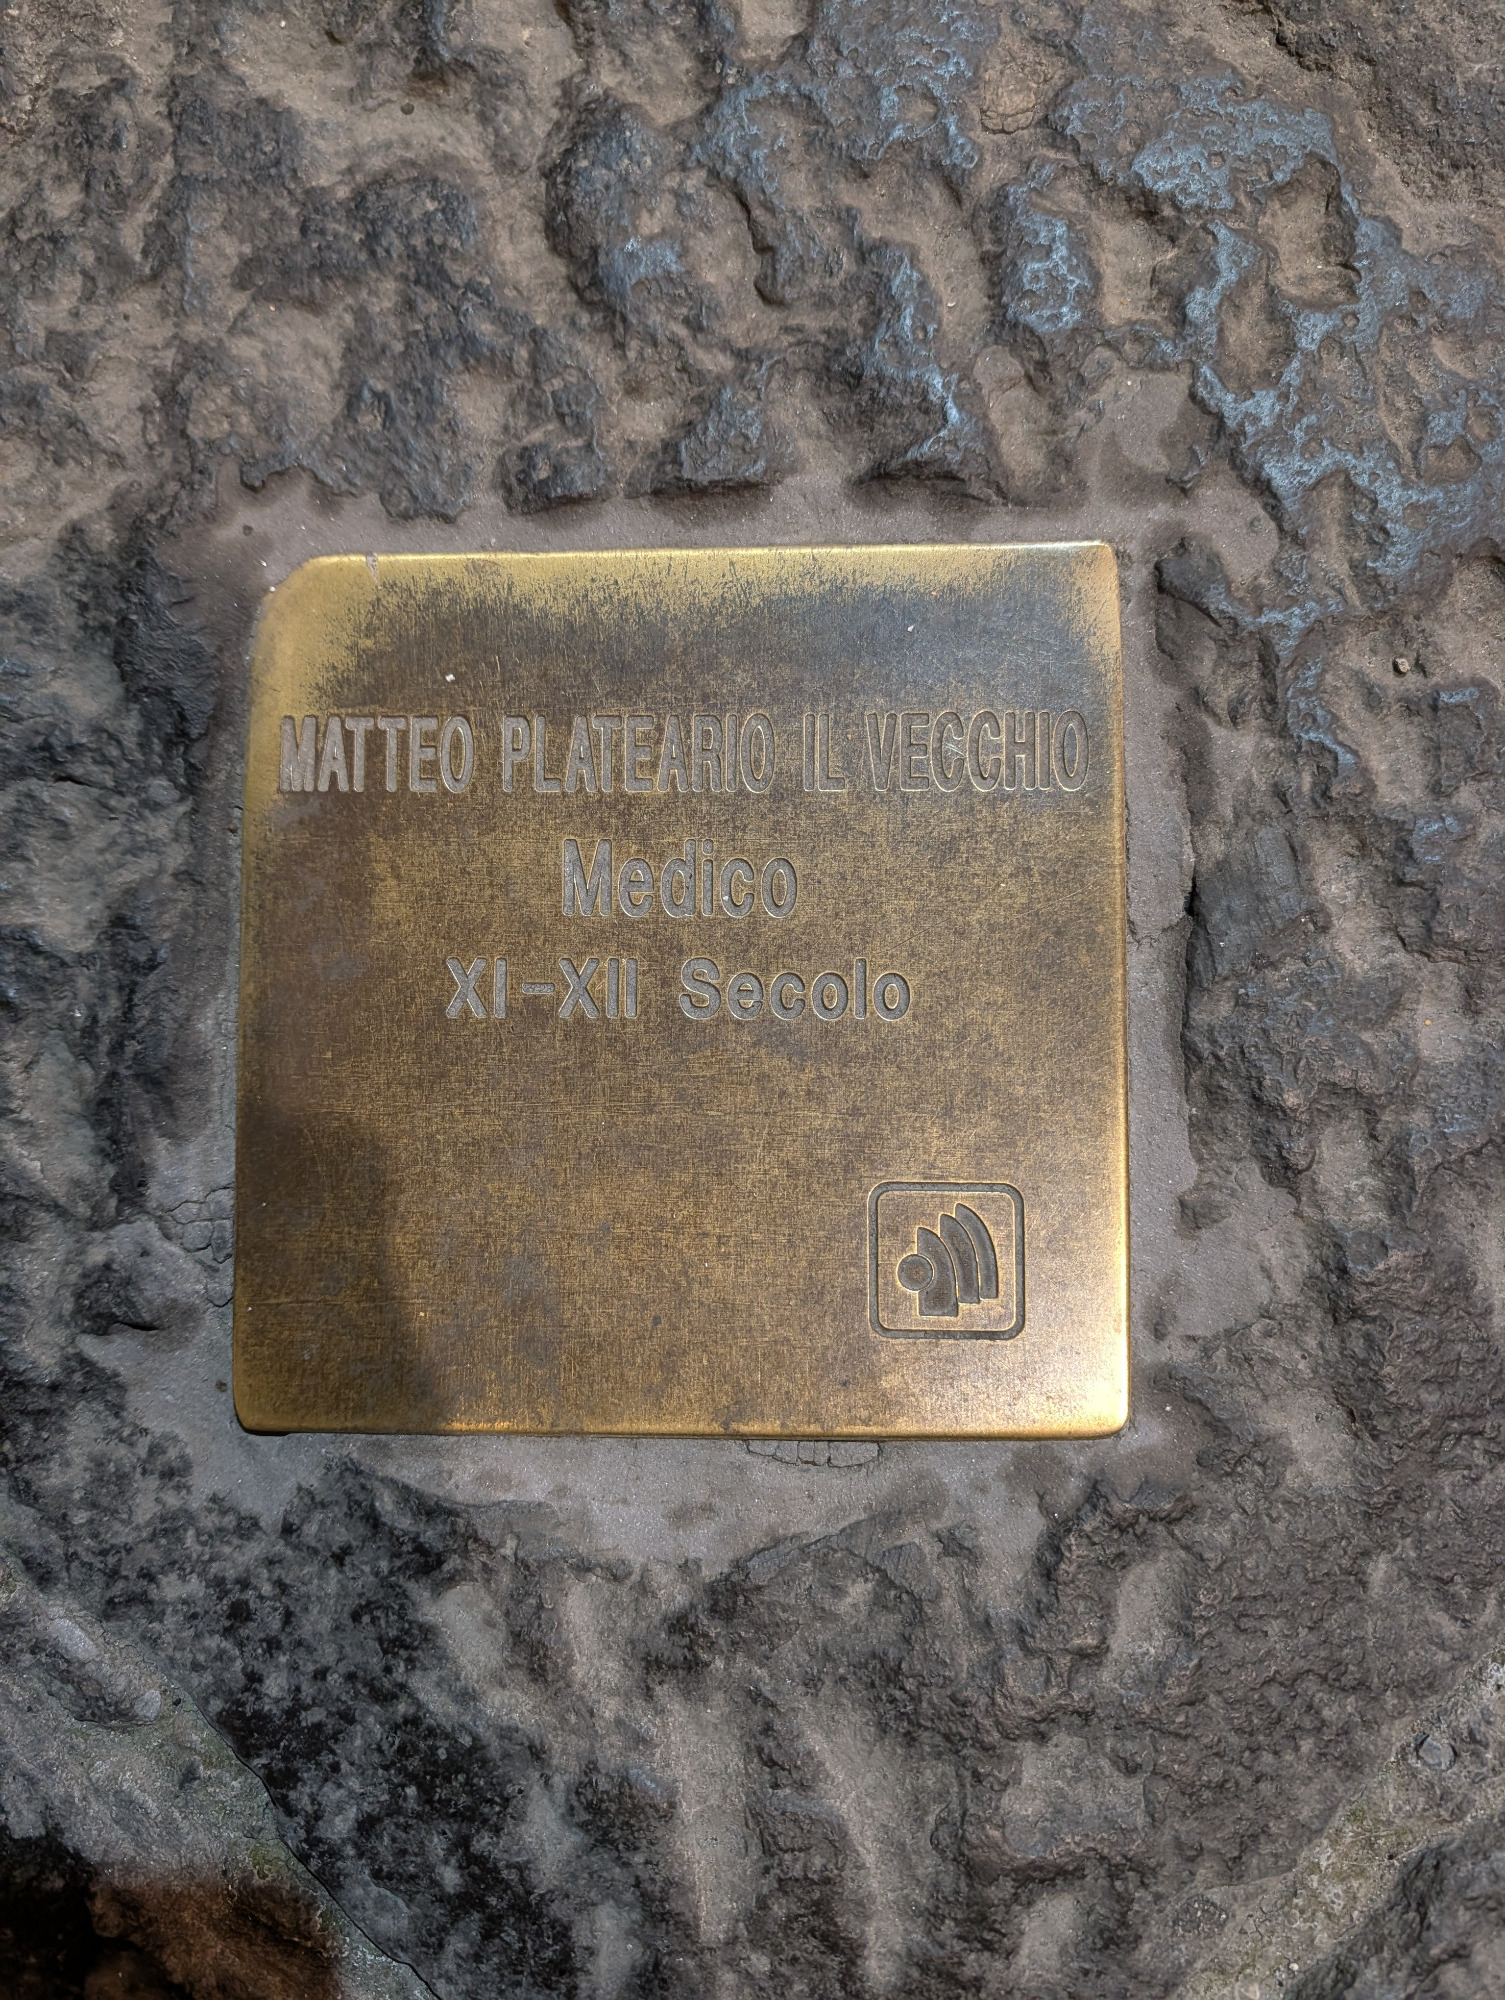 MATTEO PLATEARIO IL VECCHIO
Medico
XI-XII Secolo